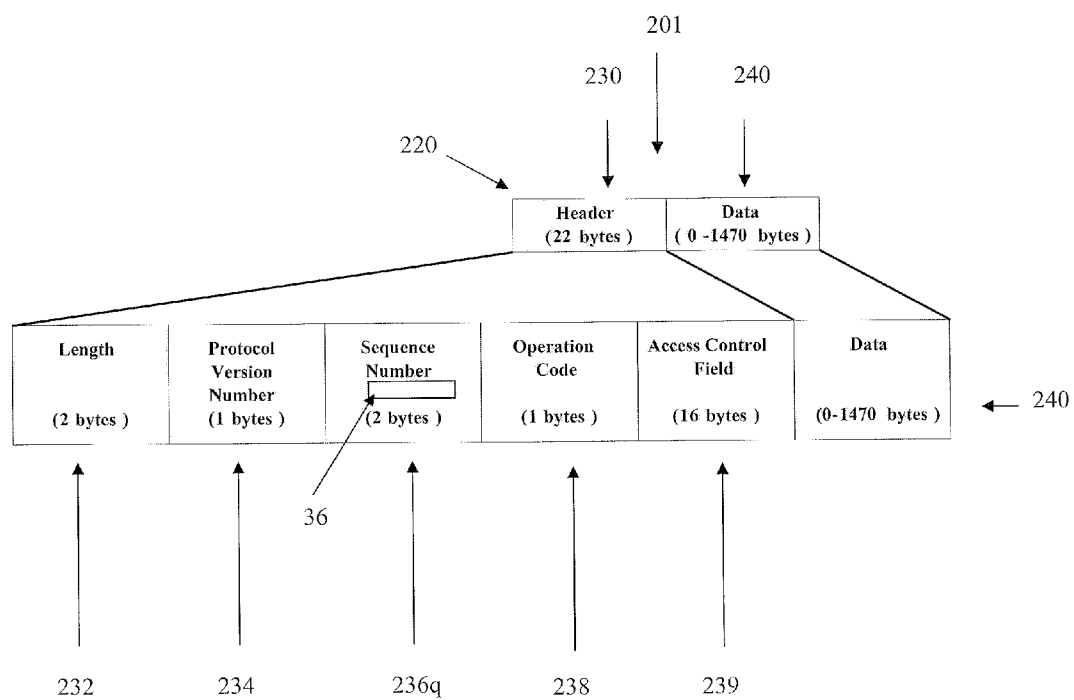 201
230 240
220
Header Data
(22 bytes ) ( 0 -1470 bytes )
Length Protocol Sequence Operation Access Control Data
Version Number Code Field
Number
(2 bytes ) (1 bytes ) (2 bytes ) (1 bytes ) (16 bytes ) (0-1470 bytes )
240
36
232 234 236q 238 239